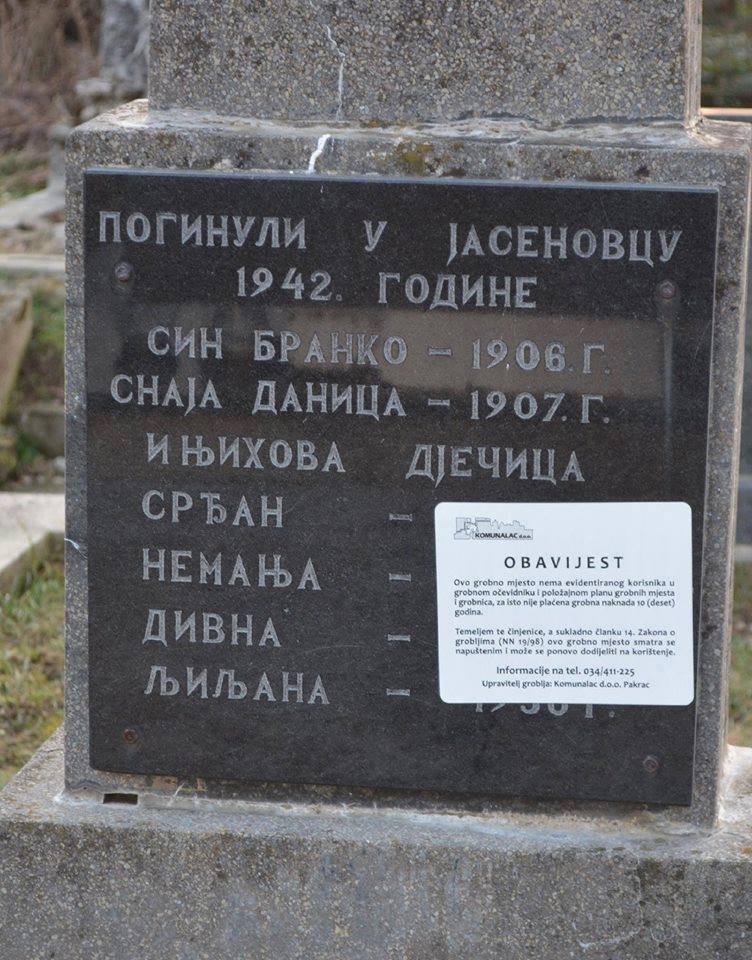 ПОГИНУЛИ У ЈАСЕНОВЦУ
1942. ГОДИНЕ
СИН БРАНКО - 1906. Г.
СНАЈА ДАНИЦА - 1907. Г.
И ЊИХОВА ДЈЕЧИЦА
СРЂАН -
НЕМАЊА -
ДИВНА -
ЉИЉАНА -
KOMUNALAC d.o.o.
OBAVIJEST
Ovo grobno mjesto nema evidentiranog korisnika u
grobnom očevidniku i položajnom planu grobnih mjesta
i grobnica, za isto nije plaćena grobna naknada 10 (deset)
godina.
Temeljem te činjenice, a sukladno članku 14. Zakona o
grobljima (NN 19/98) ovo grobno mjesto smatra se
napuštenim i može se ponovo dodijeliti na korištenje.
Informacije na tel. 034/411-225
Upravitelj groblja: Komunalac d.o.o. Pakrac